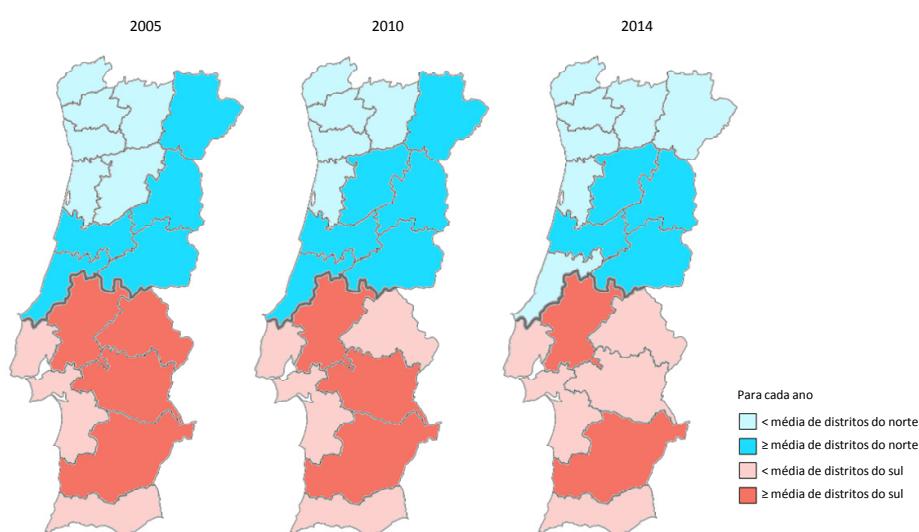 2005
2010
2014
Para cada ano
< média de distritos do norte
≥ média de distritos do norte
< média de distritos do sul
≥ média de distritos do sul